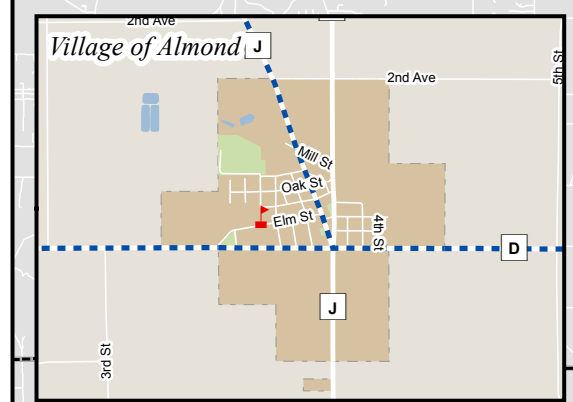 2nd Ave
Village of Almond
J
5th St
2nd Ave
Mill St
Oak St
Elm St
4th St
D
J
3rd St